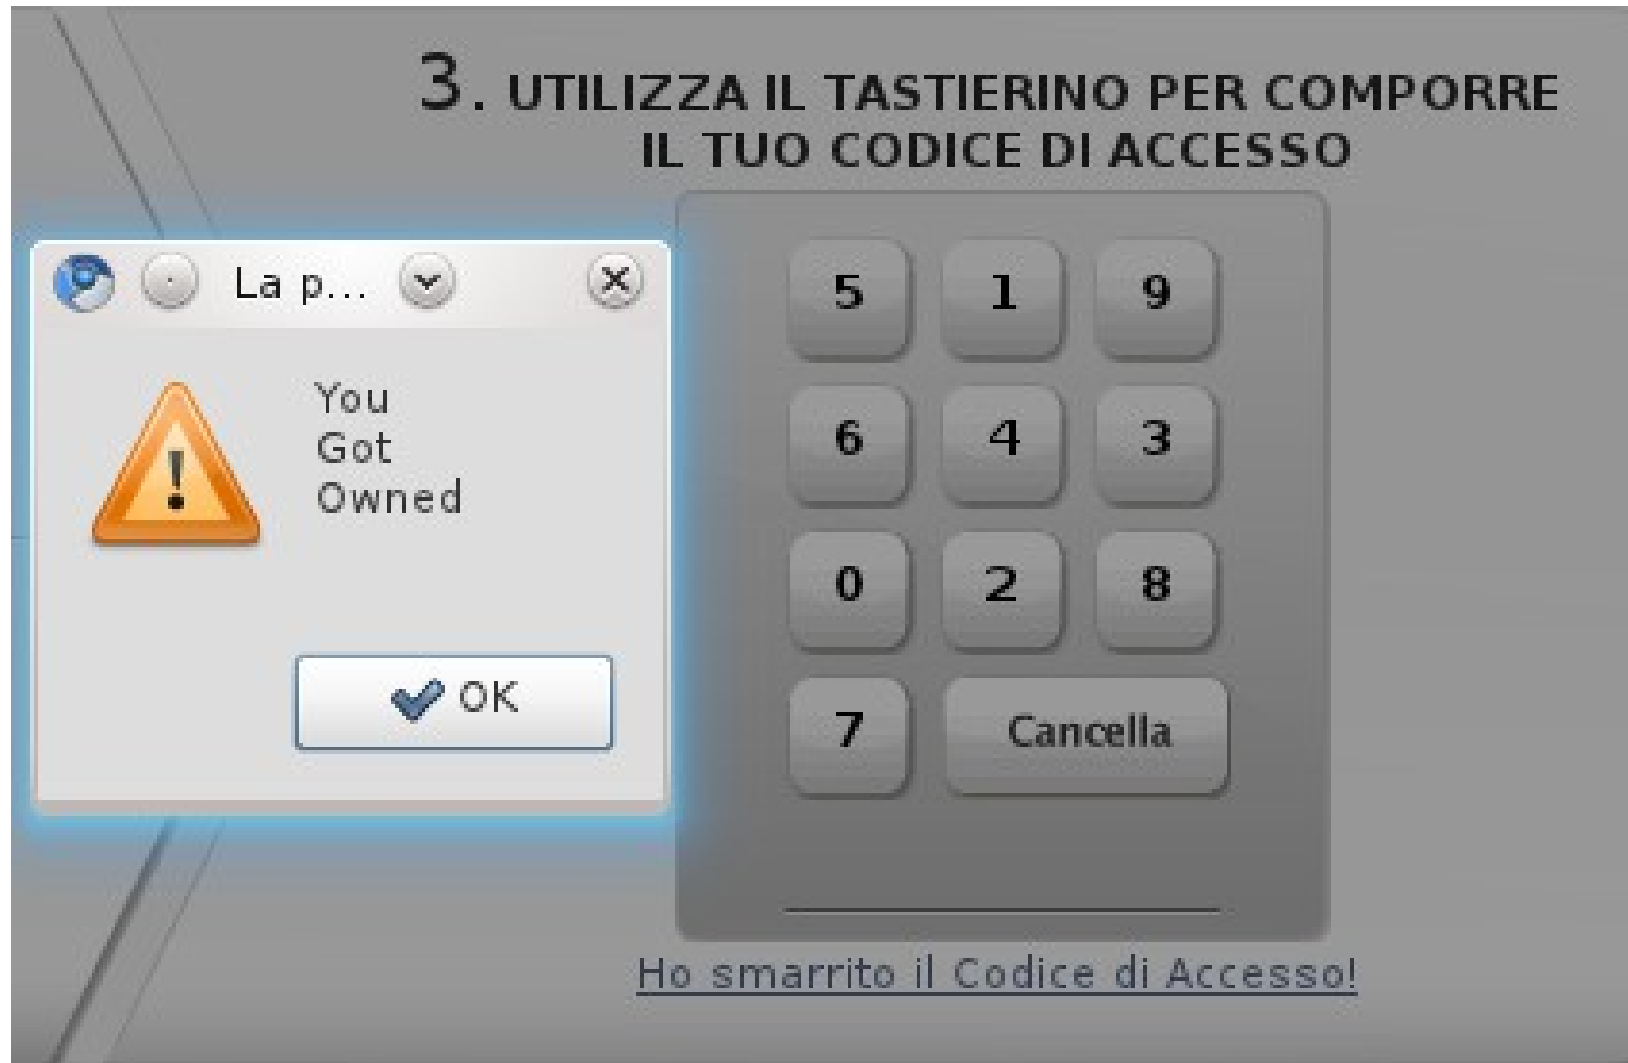 3. UTILIZZA IL TASTIERINO PER COMPORRE
IL TUO CODICE DI ACCESSO
La p...
You
Got
Owned
OK
5 1 9
6 4 3
0 2 8
7 Cancella
Ho smarrito il Codice di Accesso!